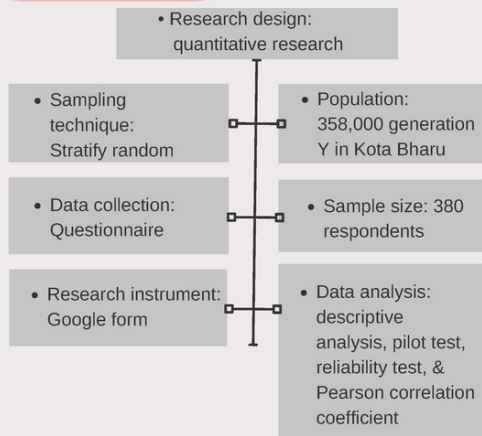 • Research design:
quantitative research
• Sampling
technique:
Stratify random
• Population:
358,000 generation
Y in Kota Bharu
• Data collection:
Questionnaire
• Sample size: 380
respondents
• Research instrument:
Google form
• Data analysis:
descriptive
analysis, pilot test,
reliability test, &
Pearson correlation
coefficient